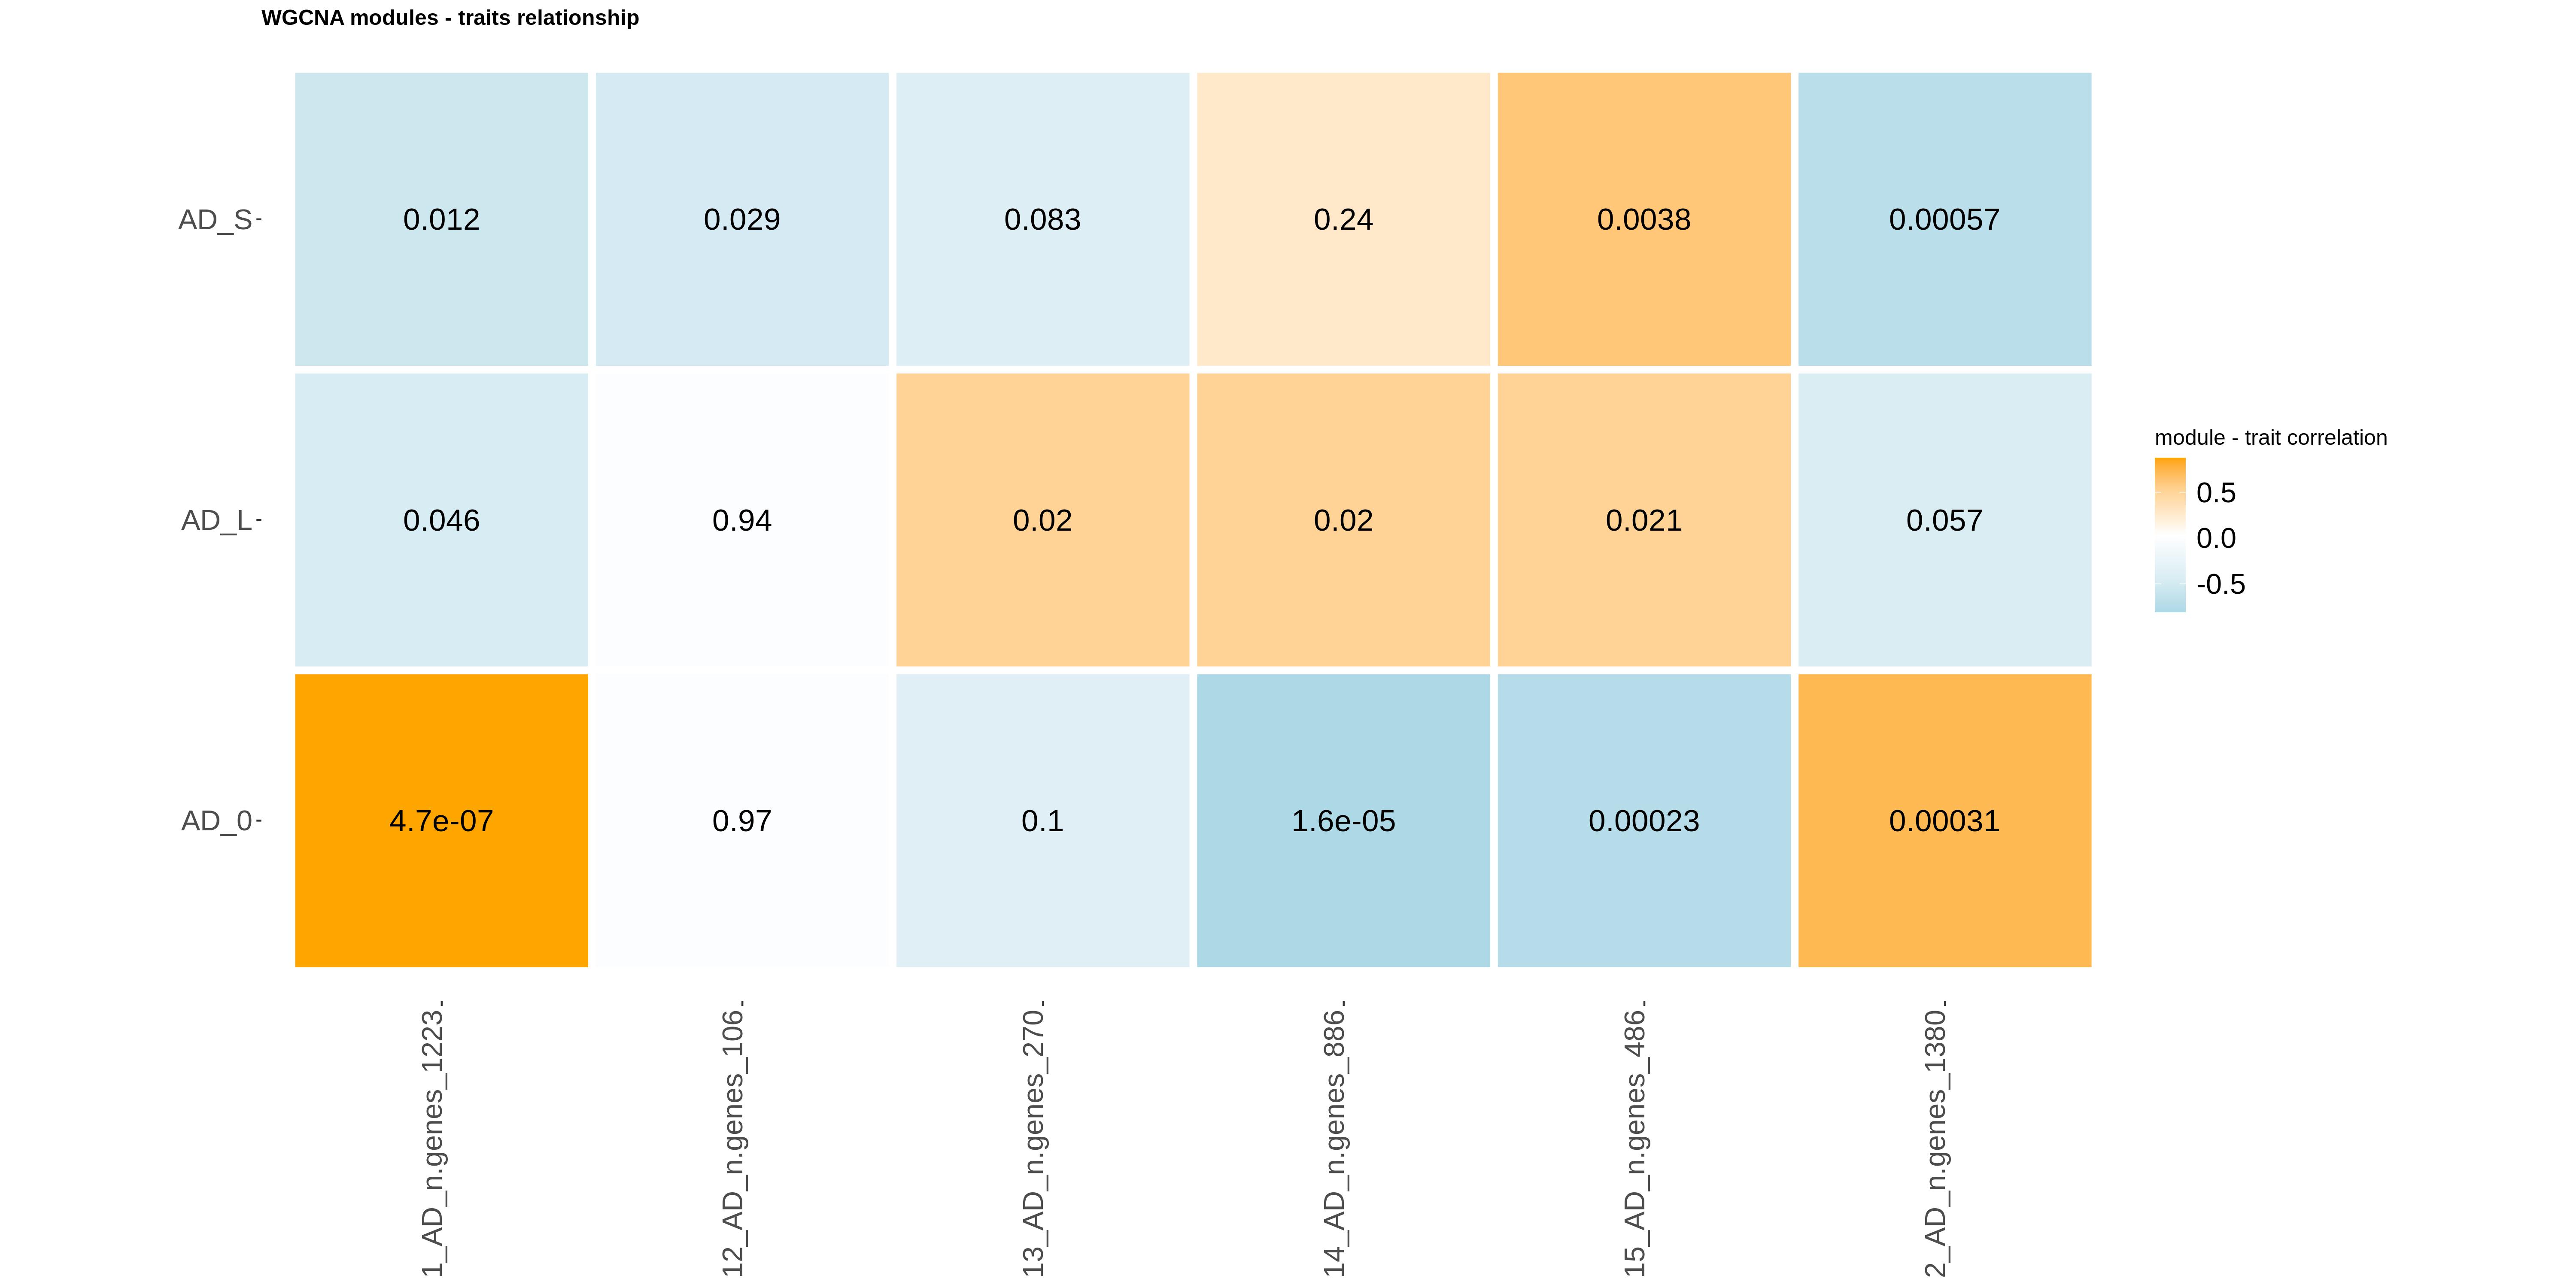 WGCNA modules - traits relationship
AD_S
0.012 0.029 0.083 0.24 0.0038 0.00057
AD_L
0.046 0.94 0.02 0.02 0.021 0.057
AD_0
4.7e-07 0.97 0.1 1.6e-05 0.00023 0.00031
1_AD_n.genes_1223
12_AD_n.genes_106
13_AD_n.genes_270
14_AD_n.genes_886
15_AD_n.genes_486
2_AD_n.genes_1380
module - trait correlation
0.5
0.0
-0.5